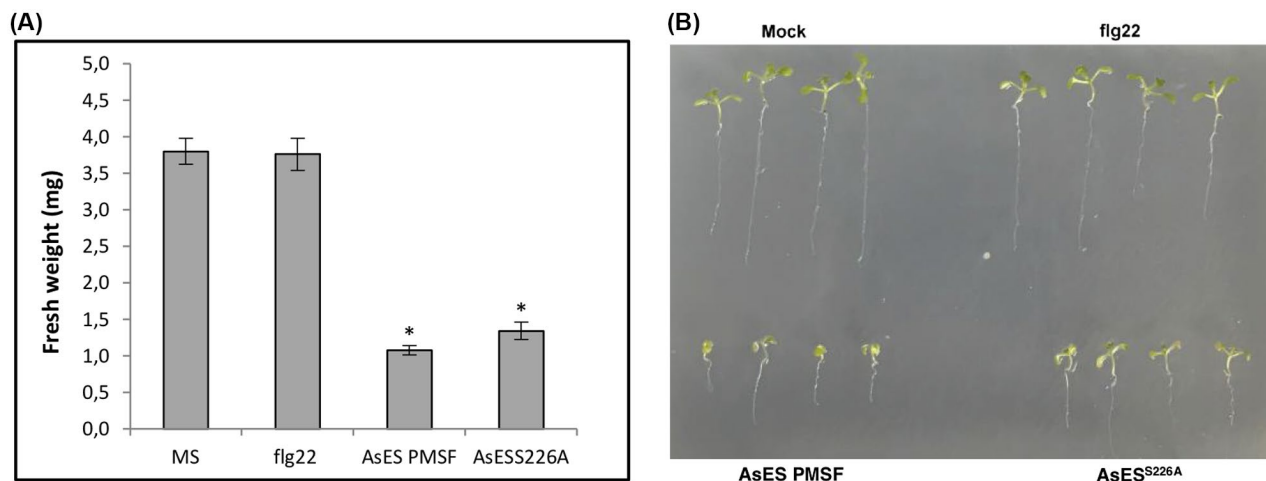 (A)
5,0
4,5
4,0
3,5
3,0
2,5
2,0
1,5
1,0
0,5
0,0
Fresh weight (mg)
*
*
MS flg22 AsES PMSF AsESS226A
(B)
Mock flg22
AsES PMSF AsES^S226A